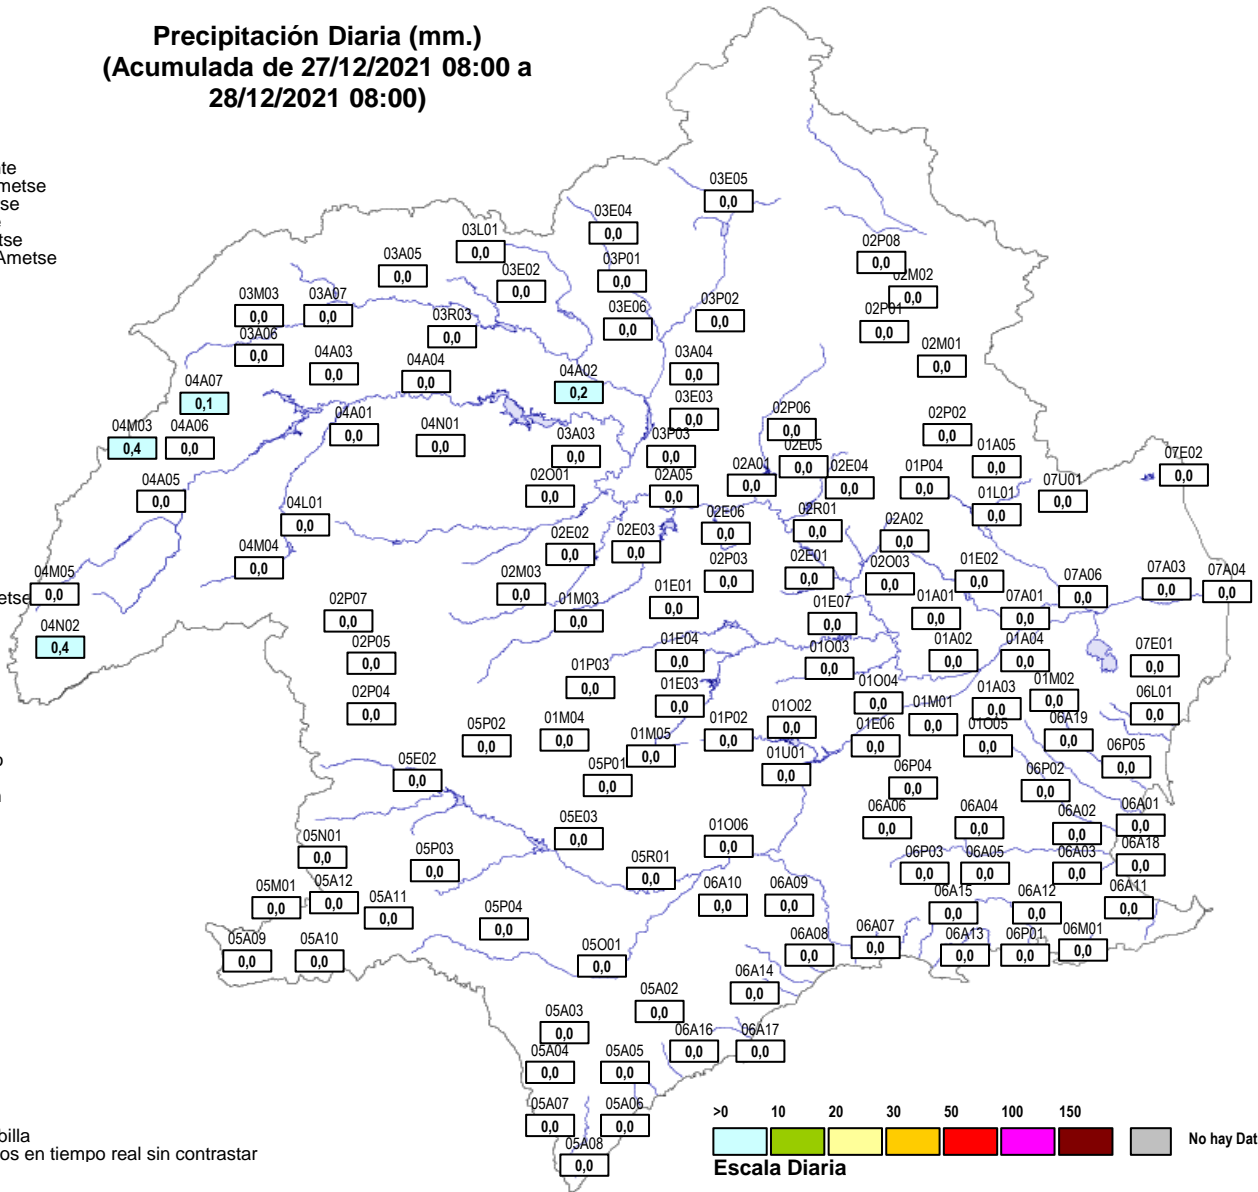 Precipitación Diaria (mm.)
(Acumulada de 27/12/2021 08:00 a
28/12/2021 08:00)
nte
metse
se
e
tse
Ametse
etse
o
n
billa
os en tiempo real sin contrastar
03E05
0,0
03E04
0,0
03L01
0,0
02P08
0,0
03A05
0,0
03P01
0,0
03E02
0,0
02M02
0,0
03M03
0,0
03A07
0,0
03P02
0,0
03E06
0,0
02P01
0,0
03R03
0,0
03A06
0,0
04A03
0,0
02M01
0,0
03A04
0,0
04A04
0,0
04A02
0,2
04A07
0,1
03E03
0,0
02P06
0,0
04A01
0,0
02P02
0,0
04M03
0,4
04A06
0,0
04N01
0,0
03A03
0,0
03P03
0,0
02E05
0,0
01A05
0,0
07E02
0,0
02A01
0,0
02E04
0,0
01P04
0,0
02O01
0,0
02A05
0,0
04A05
0,0
07U01
0,0
01L01
0,0
04L01
0,0
02R01
0,0
02E06
0,0
02A02
0,0
02E02
0,0
02E03
0,0
04M04
0,0
02P03
0,0
02E01
0,0
02O03
0,0
01E02
0,0
07A03
0,0
07A04
0,0
04M05
0,0
02M03
0,0
07A06
0,0
01E01
0,0
01M03
0,0
02P07
0,0
01E07
0,0
01A01
0,0
07A01
0,0
04N02
0,4
02P05
0,0
01E04
0,0
01O03
0,0
01A02
0,0
01A04
0,0
07E01
0,0
01P03
0,0
01E03
0,0
01O04
0,0
01M02
0,0
01A03
0,0
06L01
0,0
02P04
0,0
01M01
0,0
01O02
0,0
05P02
0,0
01M04
0,0
01P02
0,0
01E06
0,0
01O05
0,0
06A19
0,0
01M05
0,0
06P05
0,0
01U01
0,0
05E02
0,0
05P01
0,0
06P04
0,0
06P02
0,0
06A06
0,0
06A04
0,0
06A02
0,0
06A01
0,0
05E03
0,0
01O06
0,0
05N01
0,0
05P03
0,0
05R01
0,0
06P03
0,0
06A05
0,0
06A03
0,0
06A18
0,0
05M01
0,0
05A12
0,0
05A11
0,0
06A10
0,0
06A09
0,0
06A15
0,0
06A12
0,0
06A11
0,0
05P04
0,0
06A08
0,0
06A07
0,0
06A13
0,0
06P01
0,0
06M01
0,0
05A09
0,0
05A10
0,0
05O01
0,0
06A14
0,0
05A02
0,0
05A03
0,0
06A16
0,0
06A17
0,0
05A04
0,0
05A05
0,0
05A07
0,0
05A06
0,0
05A08
0,0
>0 10 20 30 50 100 150
No hay Dat
Escala Diaria